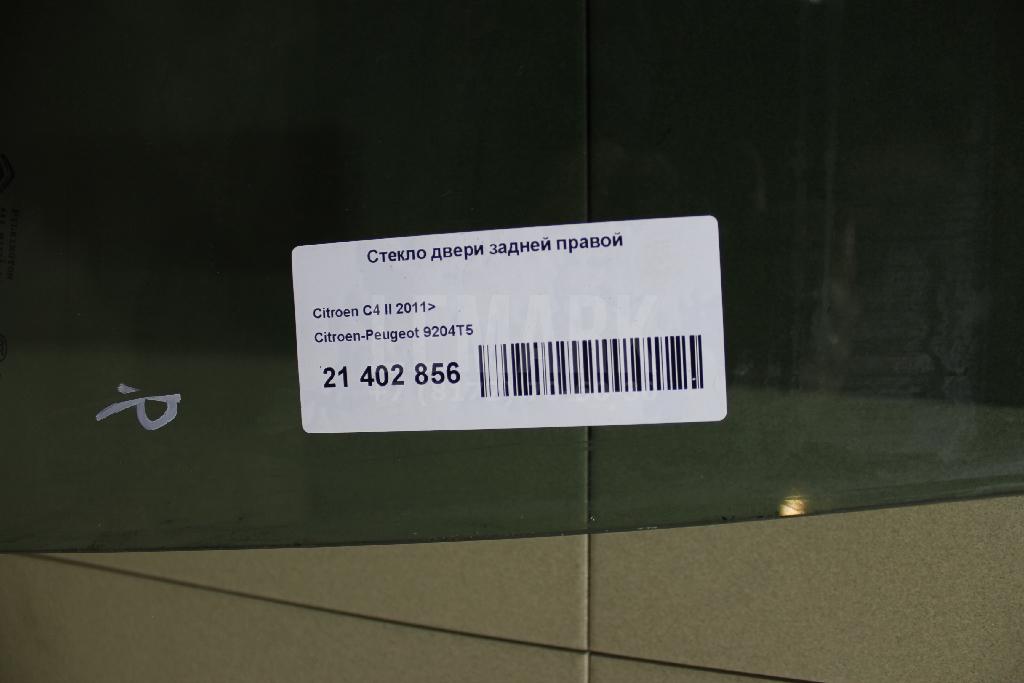 Стекло двери задней правой
Citroen C4 II 2011>
Citroen-Peugeot 9204T5
21 402 856